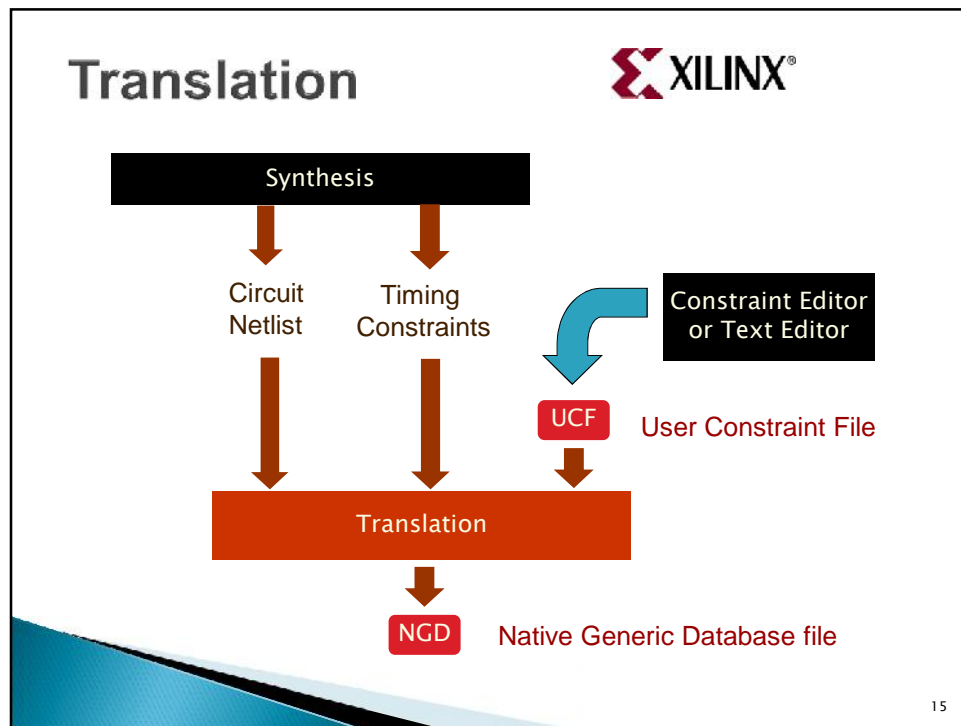 Translation
XILINX®
Synthesis
Circuit
Netlist
Timing
Constraints
Constraint Editor
or Text Editor
UCF
User Constraint File
Translation
NGD
Native Generic Database file
15